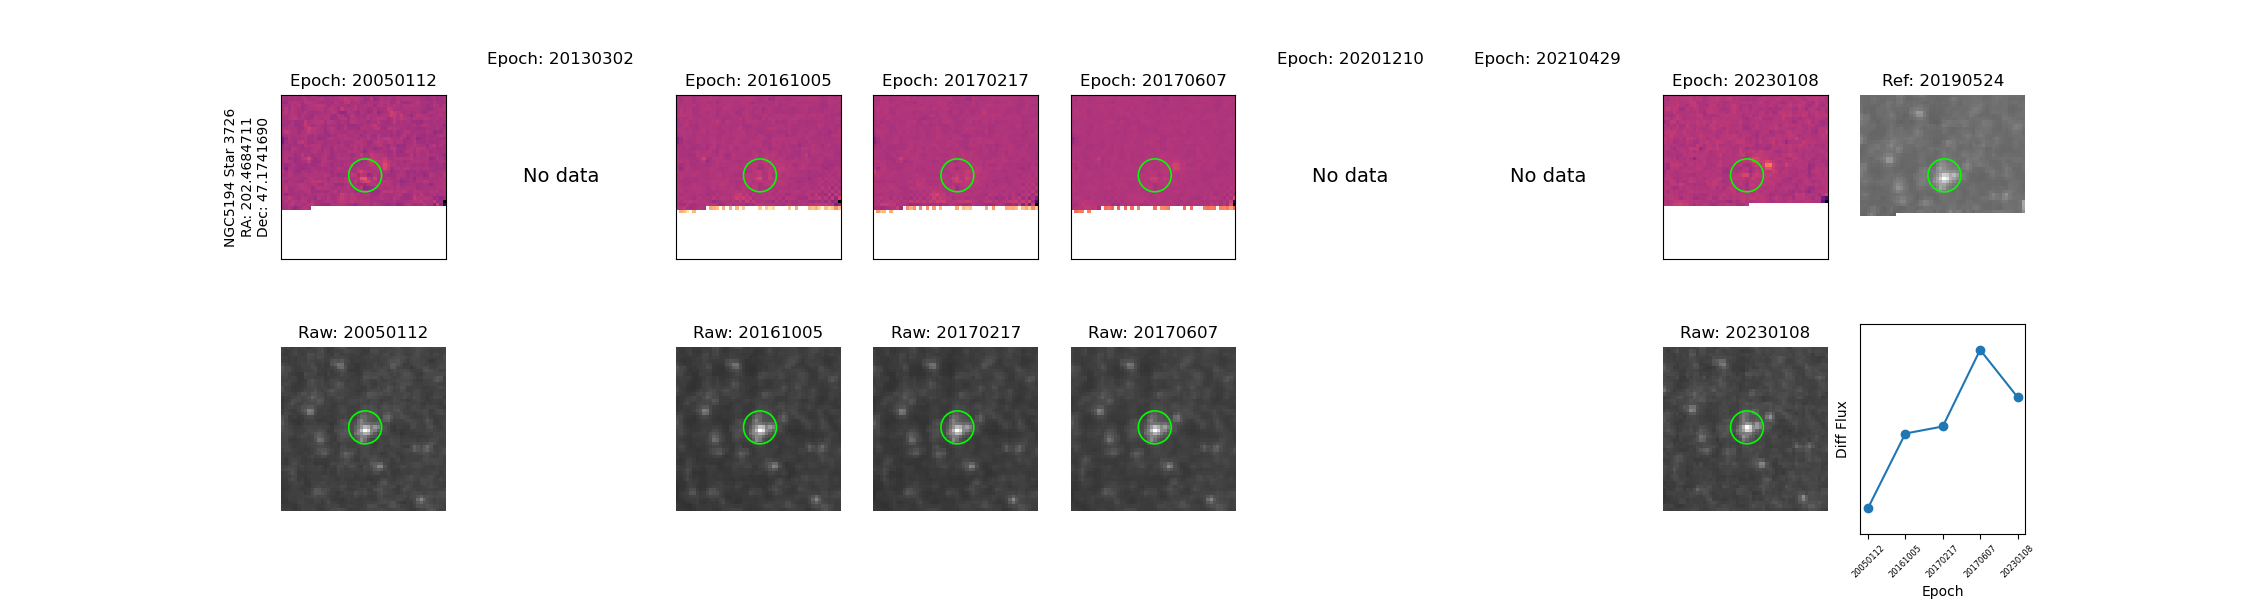 NGC5194 Star 3726
RA: 202.4684711
Dec: 47.1741690
Epoch: 20050112
Epoch: 20130302
No data
Epoch: 20161005
Epoch: 20170217
Epoch: 20170607
Epoch: 20201210
No data
Epoch: 20210429
No data
Epoch: 20230108
Ref: 20190524
Raw: 20050112
Raw: 20161005
Raw: 20170217
Raw: 20170607
Raw: 20230108
Diff Flux
20050112
20161005
20170217
20170607
20230108
Epoch